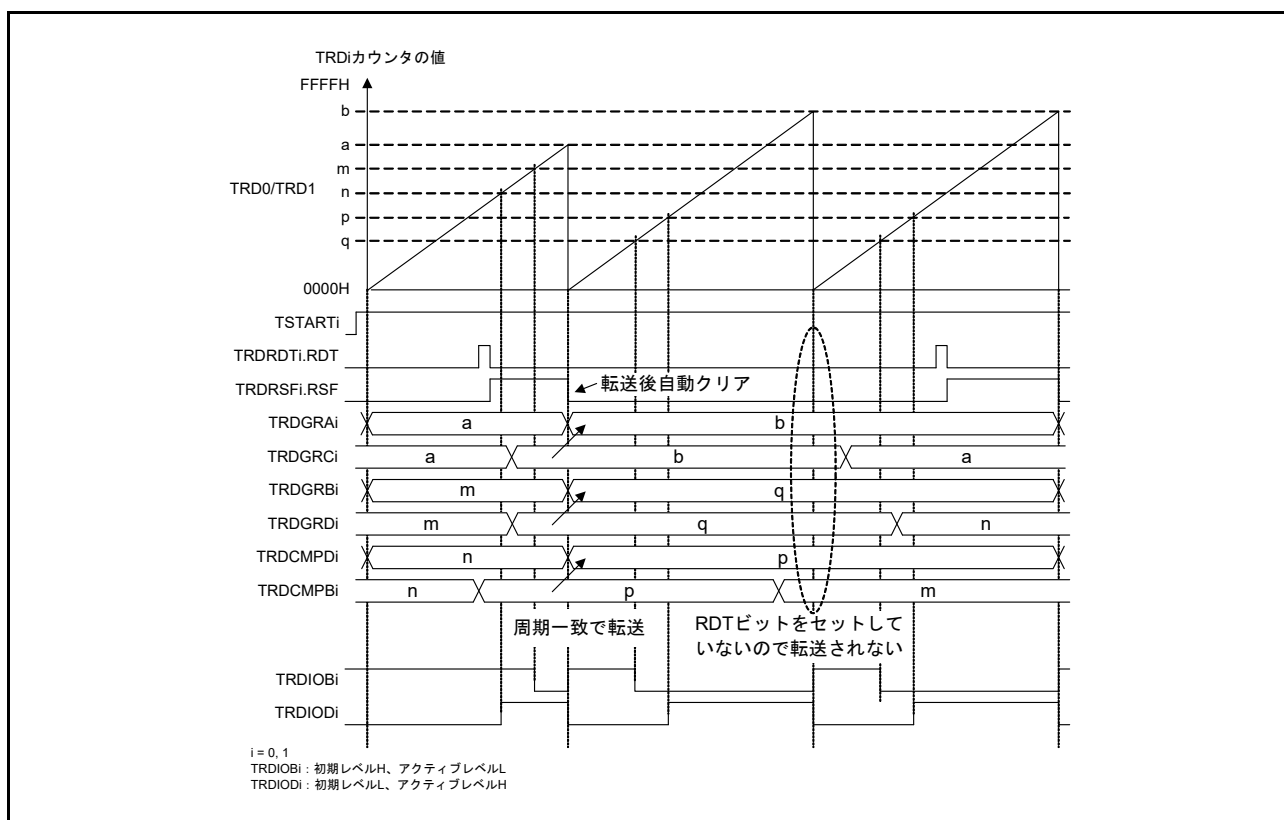 TRDiカウンタの値
FFFFH
b
a
m
TRD0/TRD1
n
p
q
0000H
TSTARTi
TRDRDTi.RDT
TRDRSFi.RSF
転送後自動クリア
TRDGRAi
a
b
TRDGRCi
a
b
a
TRDGRBi
m
q
TRDGRDi
m
q
n
TRDCMPDi
n
p
TRDCMPBi
n
p
m
周期一致で転送
RDTビットをセットして
いないので転送されない
TRDIOBi
TRDIODi
i = 0, 1
TRDIOBi：初期レベルH、アクティブレベルL
TRDIODi：初期レベルL、アクティブレベルH